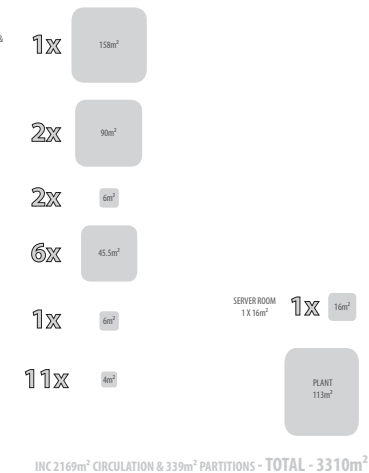 &
1x 158m²
2x 90m²
2x 6m²
6x 45.5m²
SERVER ROOM
1 X 16m²
1x 16m²
1x 6m²
11x 4m²
PLANT
113m²
INC 2169m² CIRCULATION & 339m² PARTITIONS - TOTAL - 3310m²